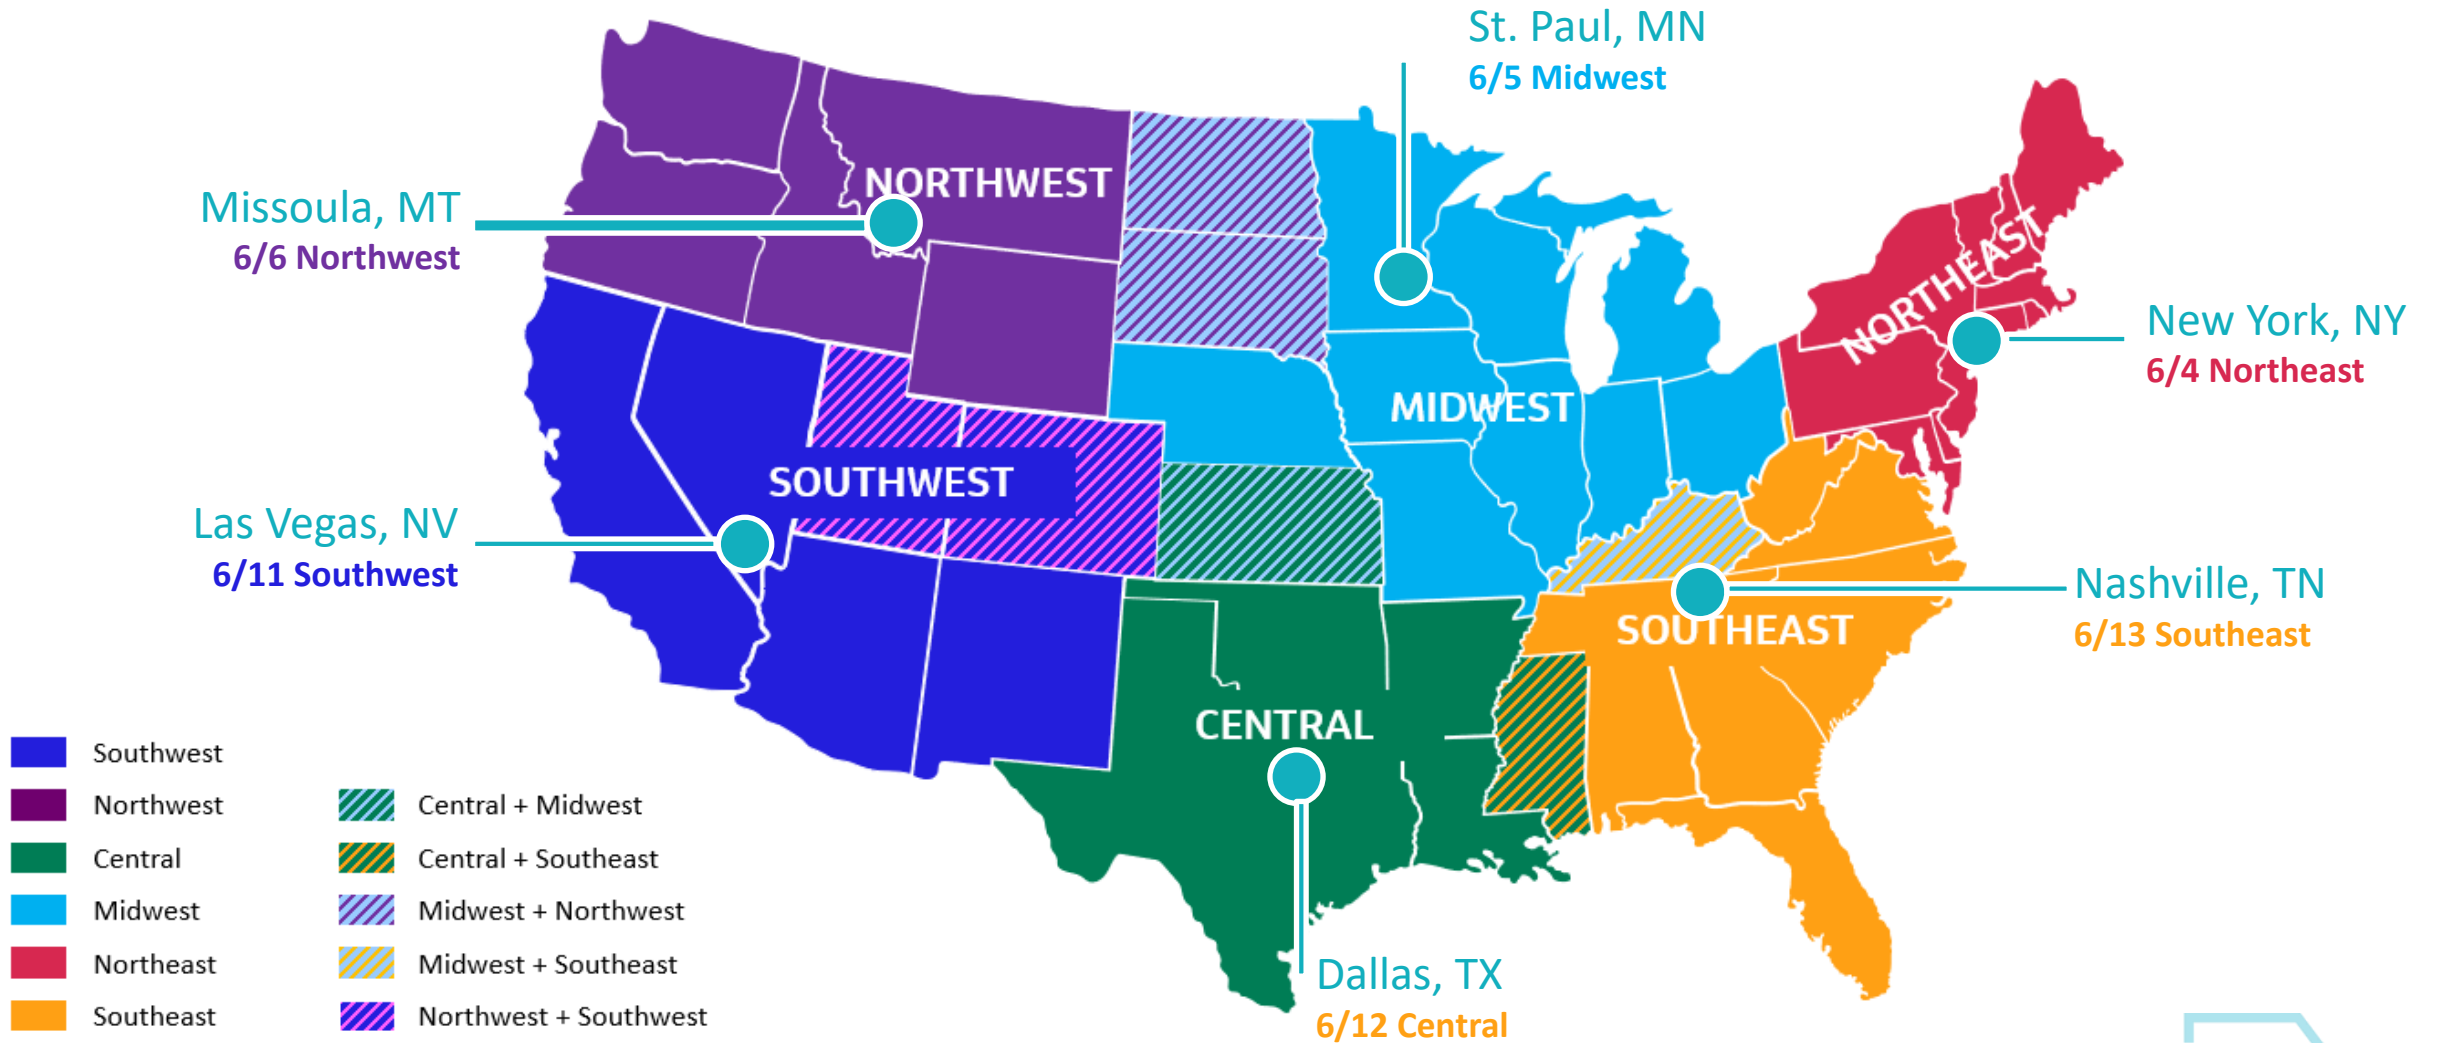 St. Paul, MN
6/5 Midwest
NORTHWEST
Missoula, MT
6/6 Northwest
NORTHEAST
New York, NY
6/4 Northeast
MIDWEST
SOUTHWEST
Las Vegas, NV
6/11 Southwest
Nashville, TN
6/13 Southeast
SOUTHEAST
CENTRAL
Dallas, TX
6/12 Central
Southwest
Northwest
Central
Midwest
Northeast
Southeast
Central + Midwest
Central + Southeast
Midwest + Northwest
Midwest + Southeast
Northwest + Southwest